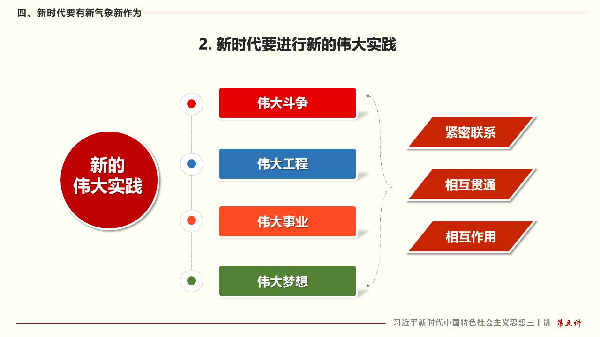 四、新时代要有新气象新作为
2. 新时代要进行新的伟大实践
新的
伟大实践
伟大斗争
伟大工程
伟大事业
伟大梦想
紧密联系
相互贯通
相互作用
习近平新时代中国特色社会主义思想三十讲 第五讲